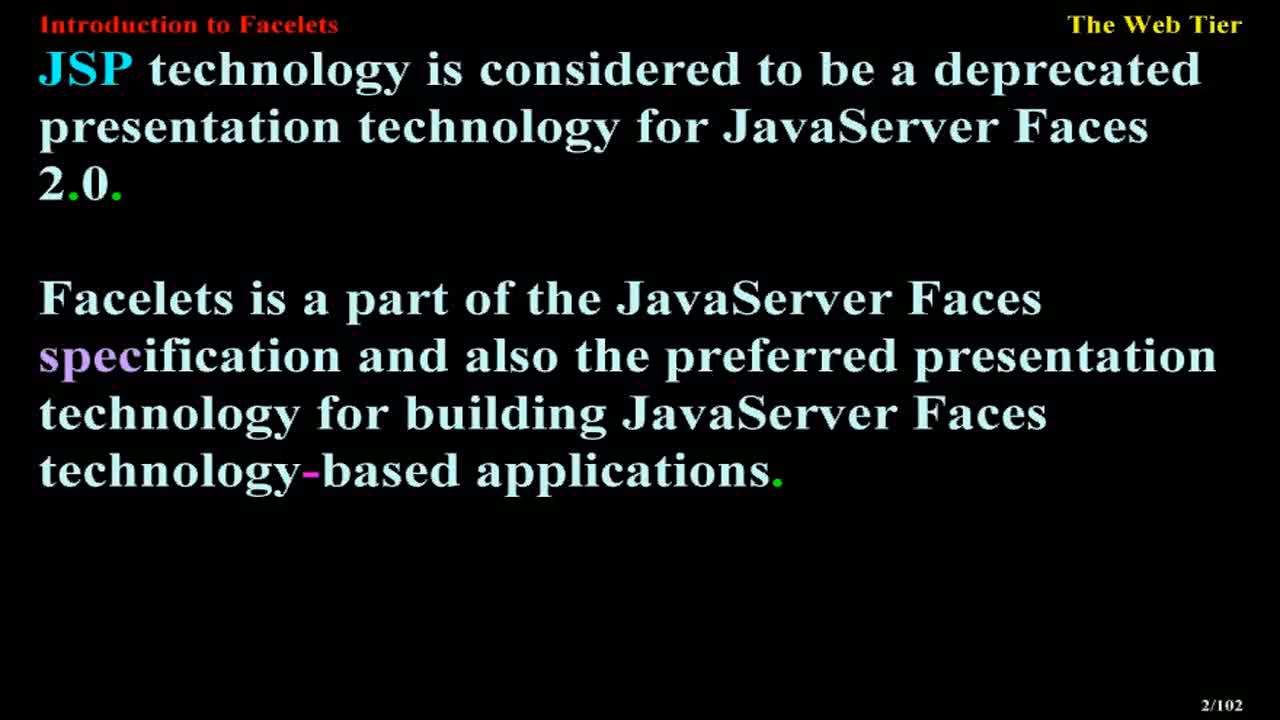 Introduction to Facelets
The Web Tier
JSP technology is considered to be a deprecated
presentation technology for JavaServer Faces
2.0.
Facelets is a part of the JavaServer Faces
specification and also the preferred presentation
technology for building JavaServer Faces
technology-based applications.
2/102